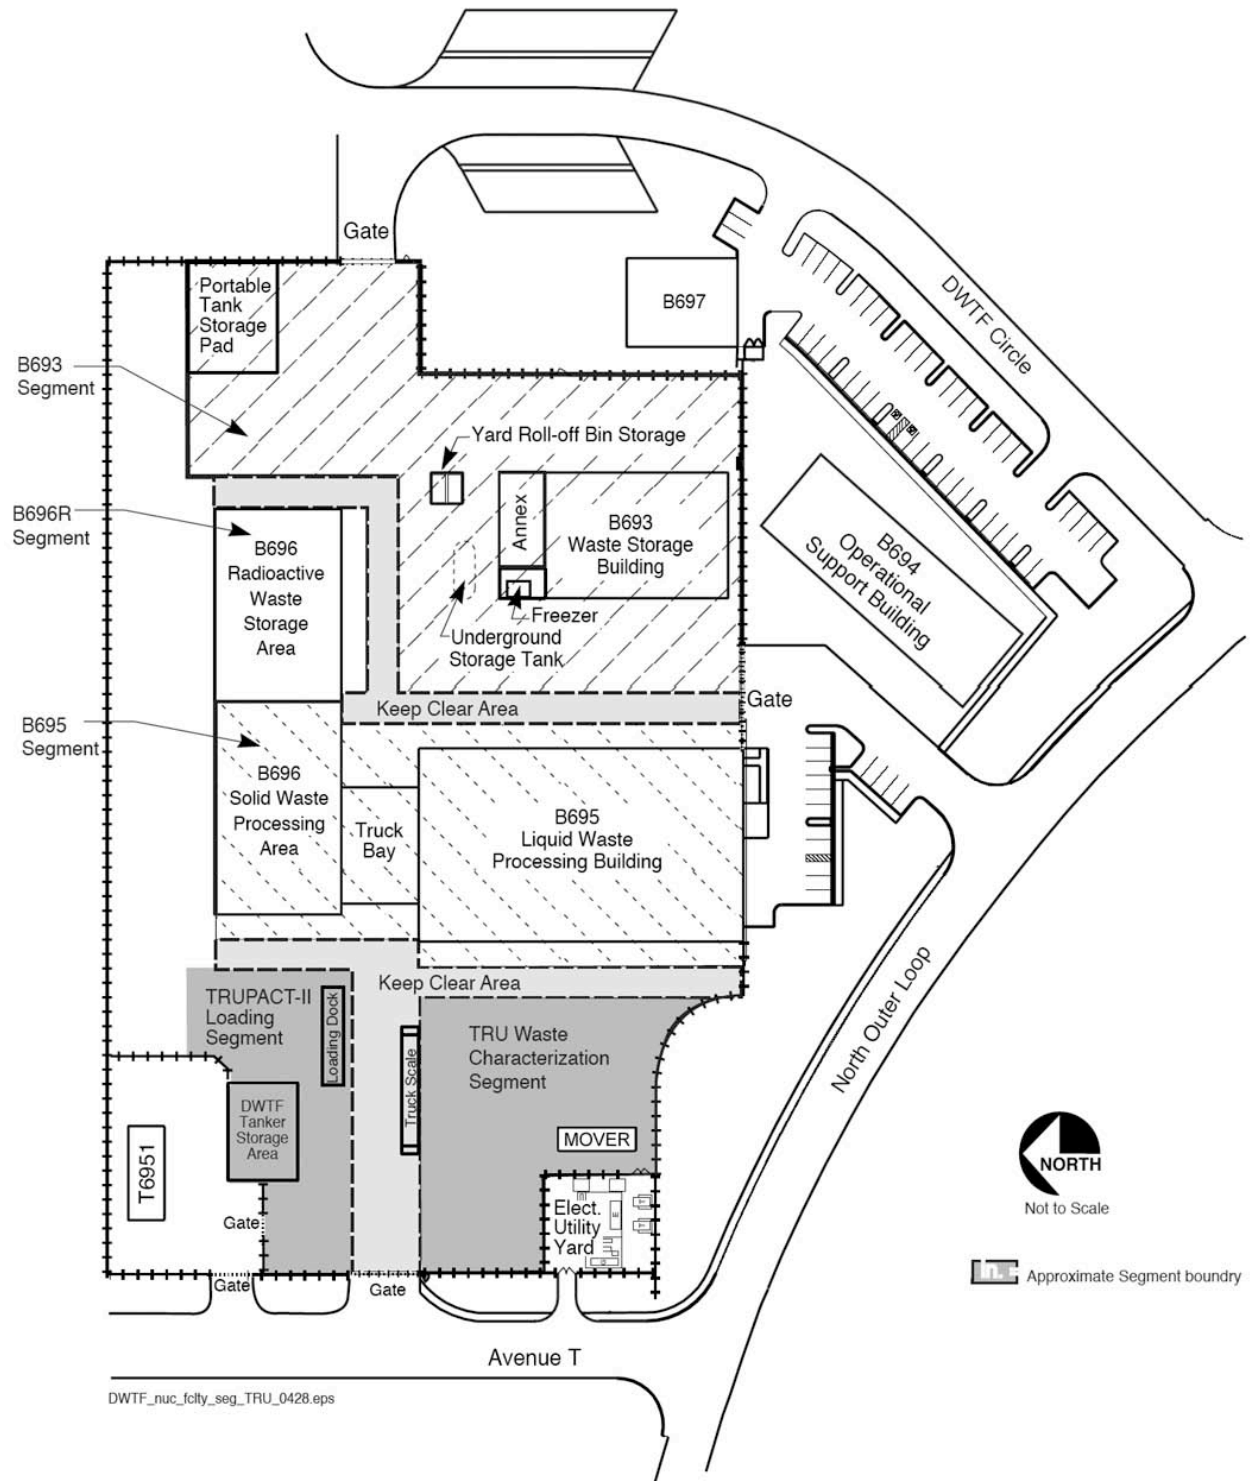 Gate
Portable
Tank
Storage
Pad
B697
DWTF Circle
B693
Segment
Yard Roll-off Bin Storage
Annex
B693
Waste Storage
Building
B696R
Segment
B696
Radioactive
Waste
Storage
Area
B694
Operational
Support Building
Freezer
Underground
Storage Tank
Keep Clear Area
Gate
B695
Segment
B696
Solid Waste
Processing
Area
Truck
Bay
B695
Liquid Waste
Processing Building
Keep Clear Area
TRUPACT-II
Loading
Segment
Loading Dock
Truck Scale
TRU Waste
Characterization
Segment
North Outer Loop
DWTF
Tanker
Storage
Area
MOVER
T6951
NORTH
Not to Scale
Elect.
Utility
Yard
Gate
Gate
Gate
Approximate Segment boundry
Avenue T
DWTF_nuc_fclty_seg_TRU_0428.eps